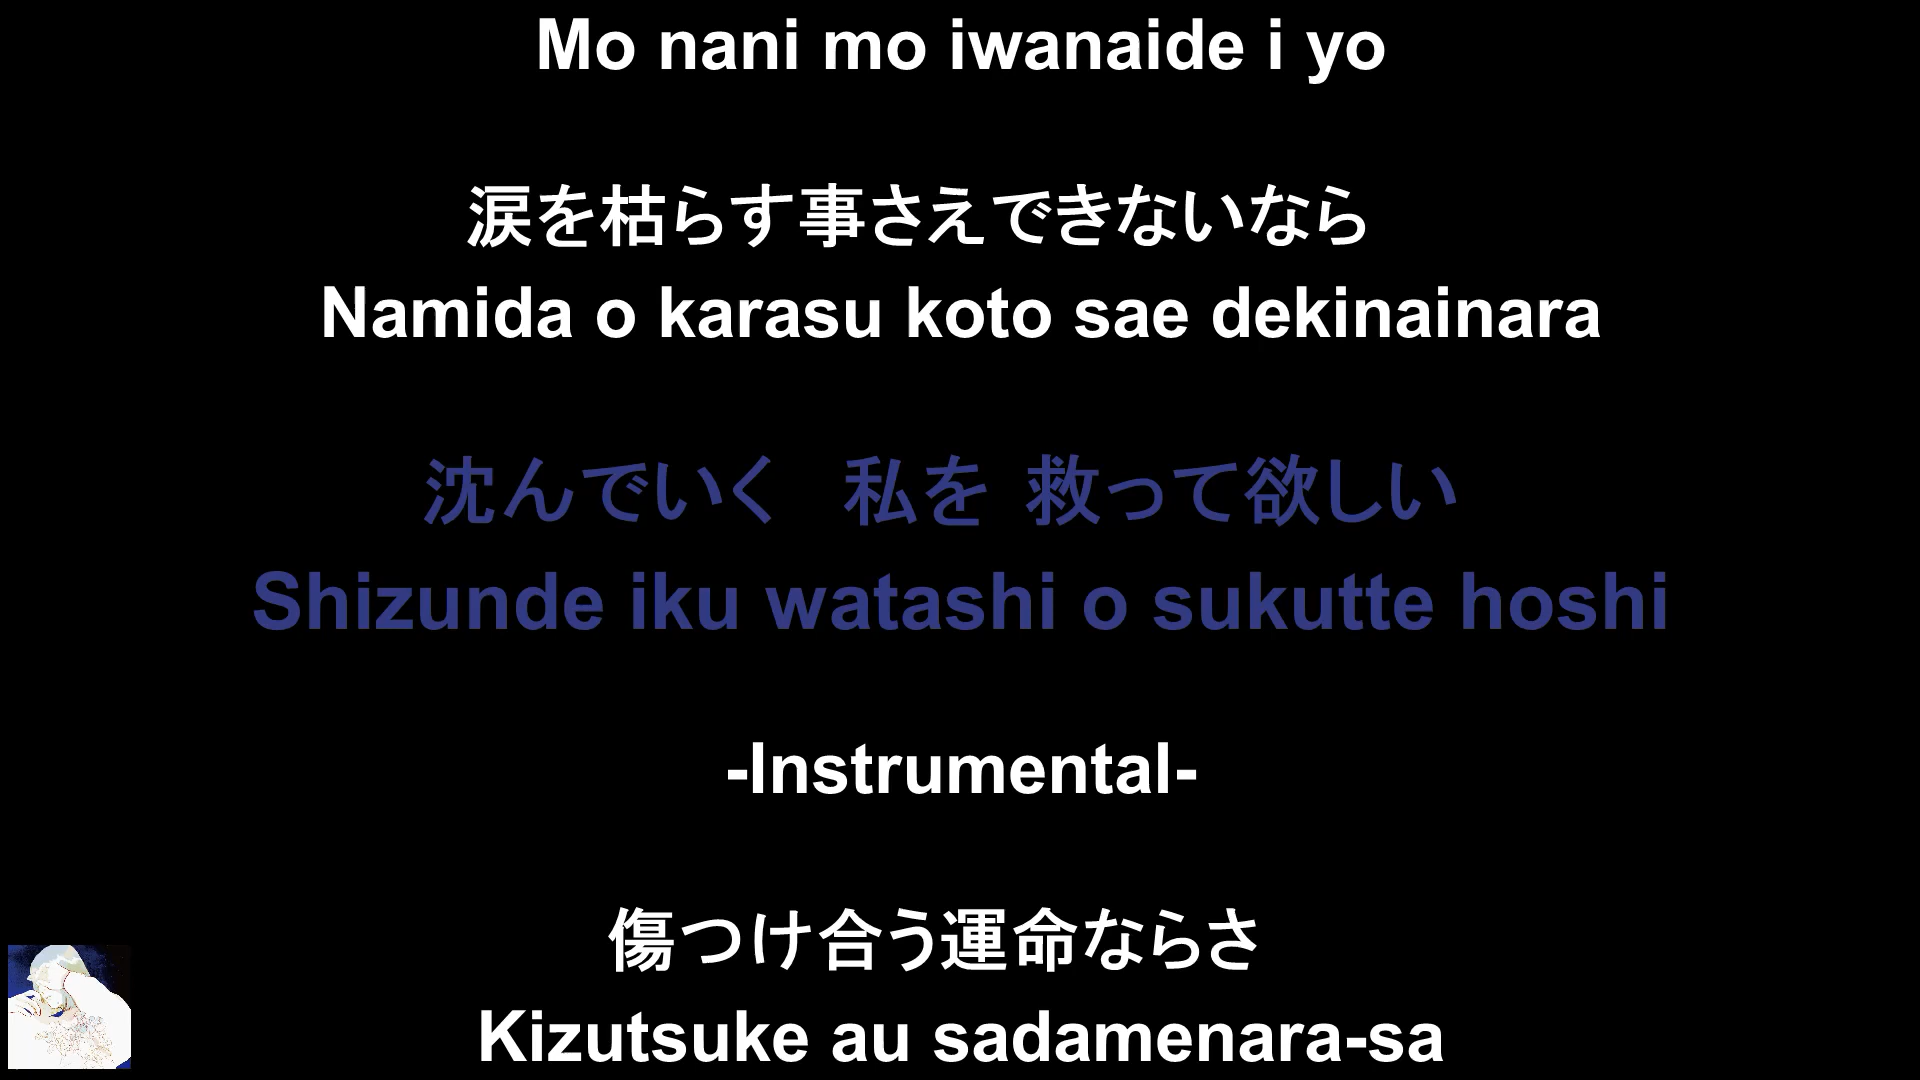 Mo nani mo iwanaide i yo
涙を枯らす事さえできないなら
Namida o karasu koto sae dekinainara
沈んでいく　私を 救って欲しい
Shizunde iku watashi o sukutte hoshi
-Instrumental-
傷つけ合う運命ならさ
Kizutsuke au sadamenara-sa